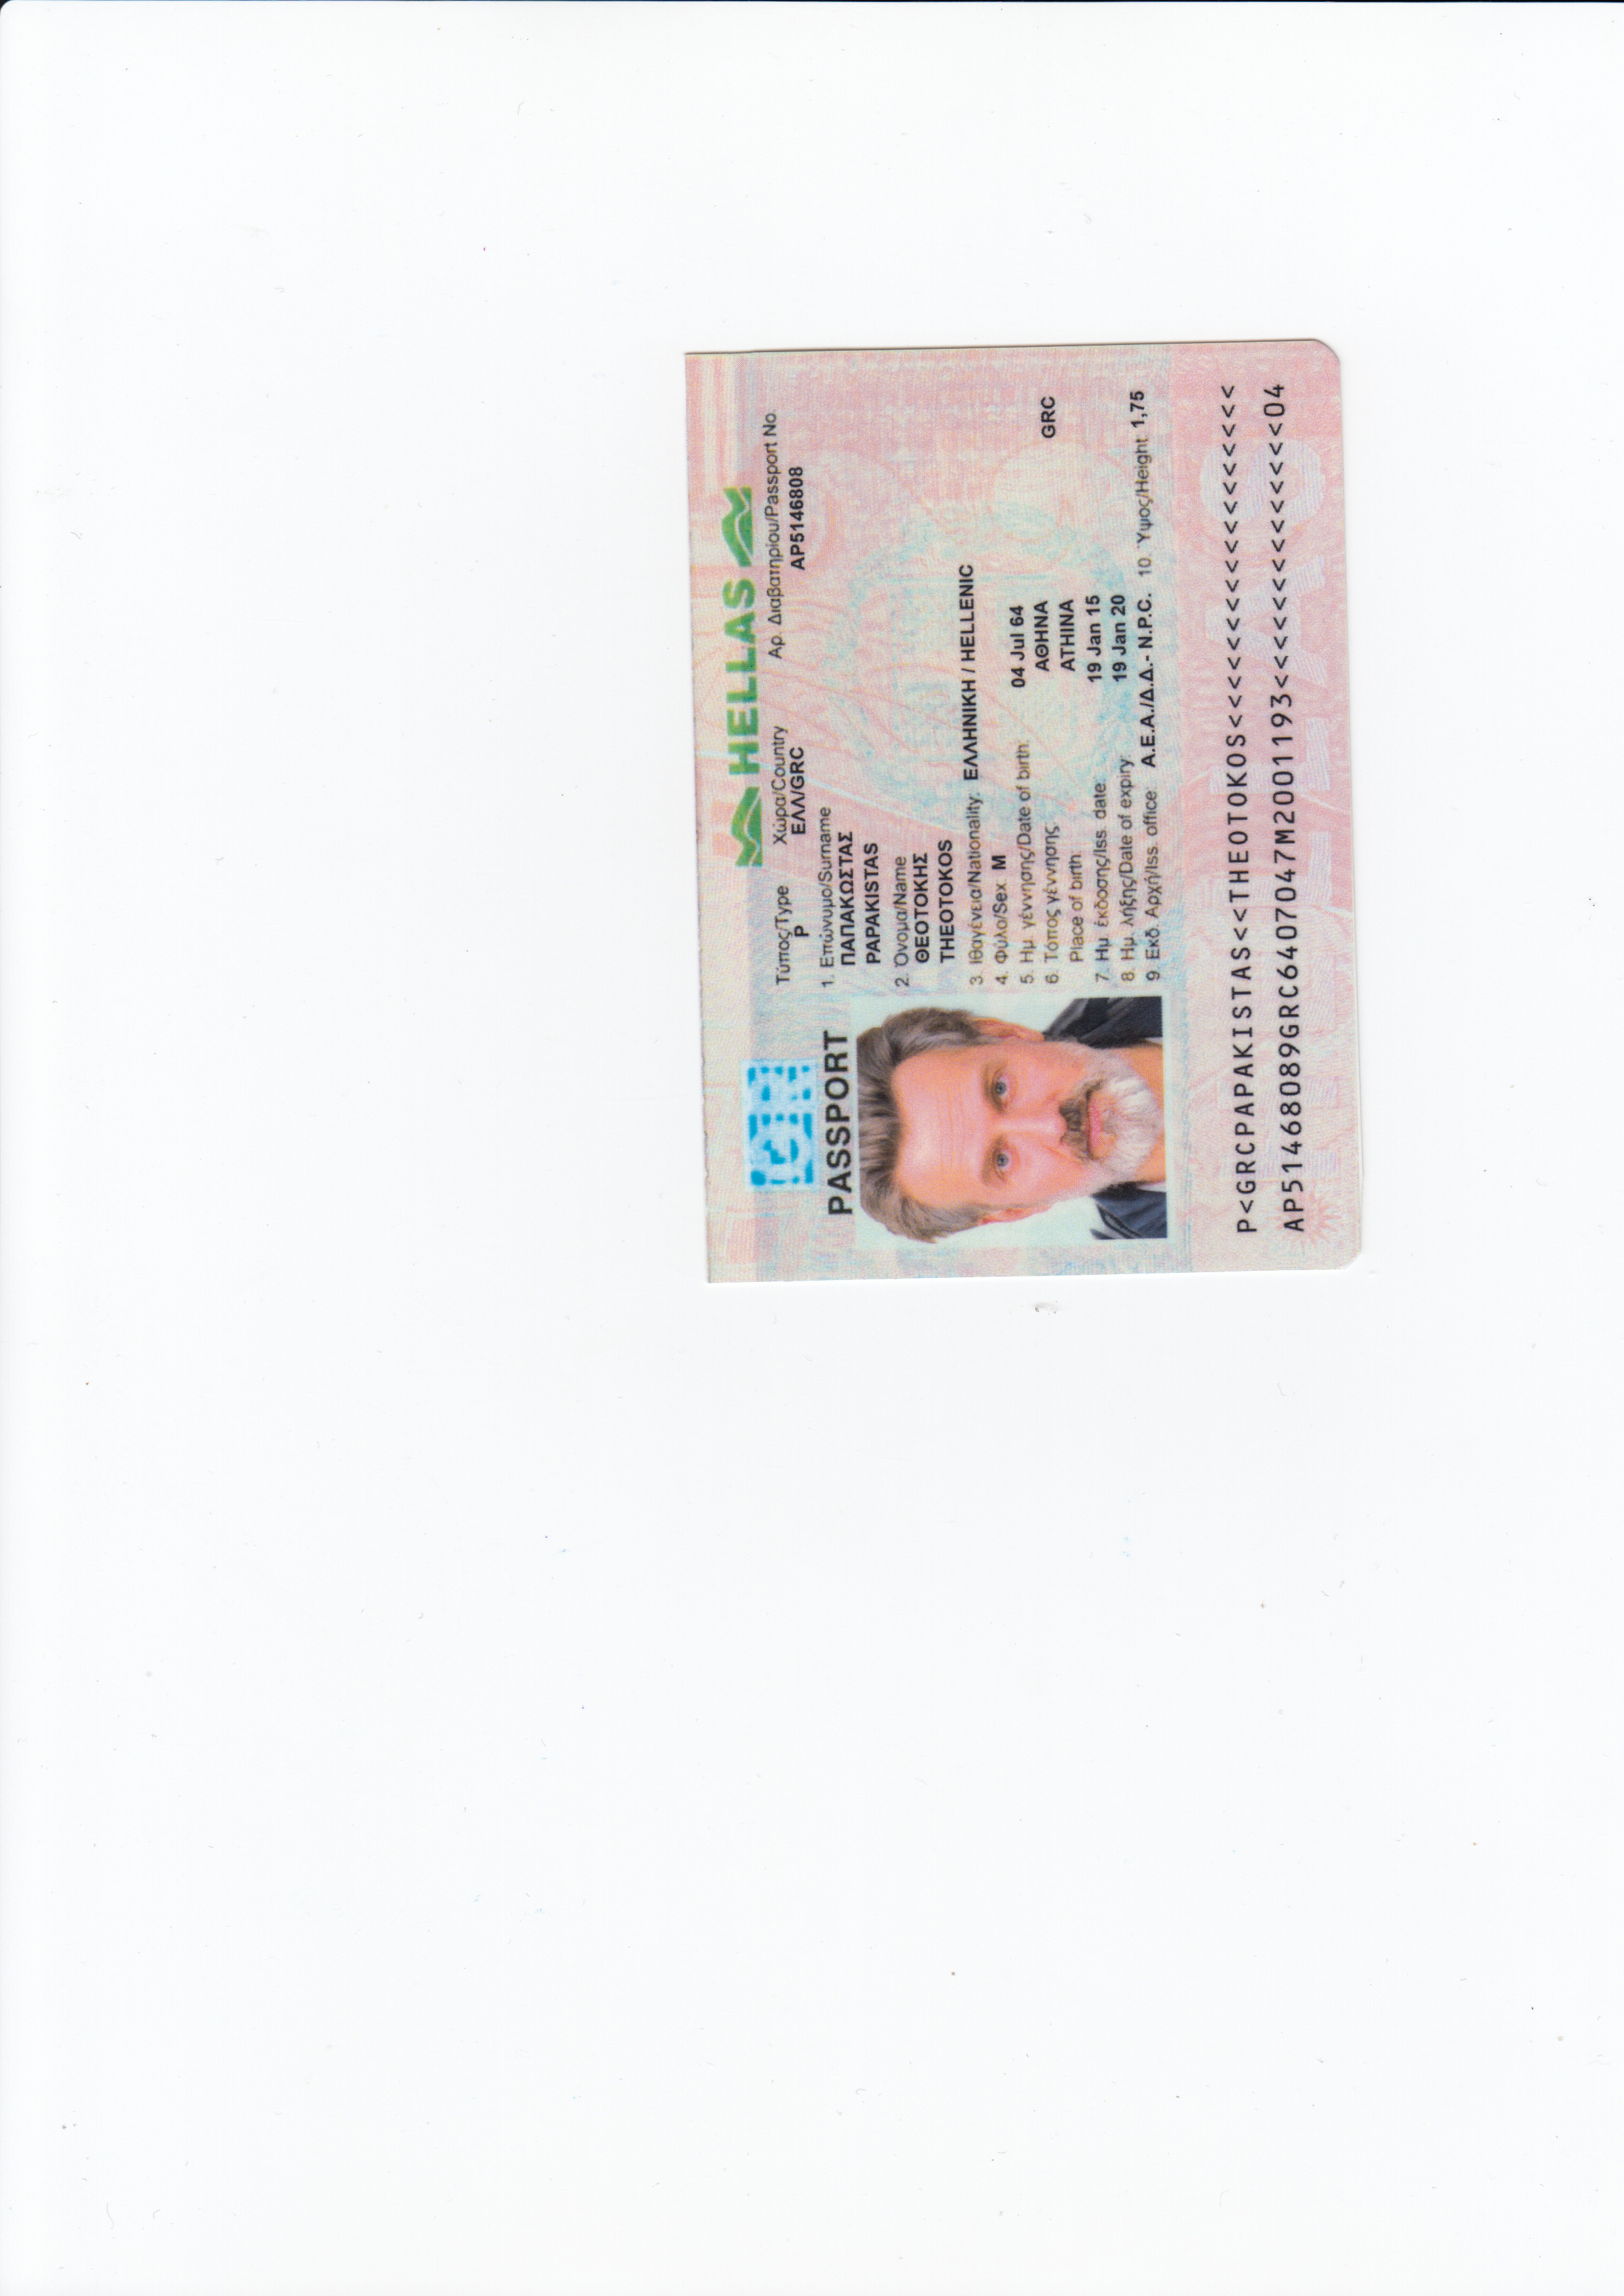 HELLAS
GR
PASSPORT
Τύπος/Type Χώρα/Country Αρ. Διαβατηρίου/Passport No
P ΕΛΛ/GRC AP5146808
1. Επώνυμο/Surname
ΠΑΠΑΚΩΣΤΑΣ
PAPAKISTAS
2. Όνομα/Name
ΘΕΟΤΟΚΗΣ
THEOTOKOS
3. Ιθαγένεια/Nationality: ΕΛΛΗΝΙΚΗ / HELLENIC
4. Φύλο/Sex: M
5. Ημ. γέννησης/Date of birth: 04 Jul 64
6. Τόπος γέννησης ΑΘΗΝΑ GRC
Place of birth ATHINA
7. Ημ. έκδοσης/Iss. date: 19 Jan 15
8. Ημ. λήξης/Date of expiry: 19 Jan 20
9. Εκδ. Αρχή/Iss. office: Α.Ε.Α./Δ.Δ.- N.P.C. 10. Ύψος/Height: 1,75
P<GRCPAPAKISTAS<<THEOTOKOS<<<<<<<<<<<<<<<<<<
AP51468089GRC6407047M2001193<<<<<<<<<<<<<<04